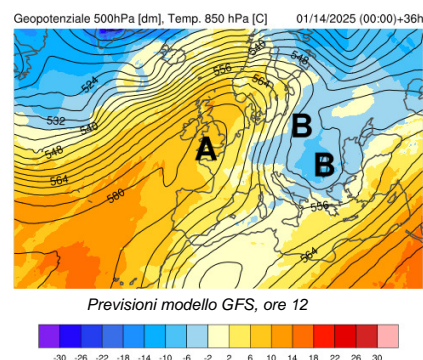 Geopotenziale 500hPa [dm], Temp. 850 hPa [C] 01/14/2025 (00:00)+36h
546
548
556
564
524
532
540
548
564
580
A
B
B
556
564
Previsioni modello GFS, ore 12
-30 -26 -22 -18 -14 -10 -6 -2 2 6 10 14 18 22 26 30